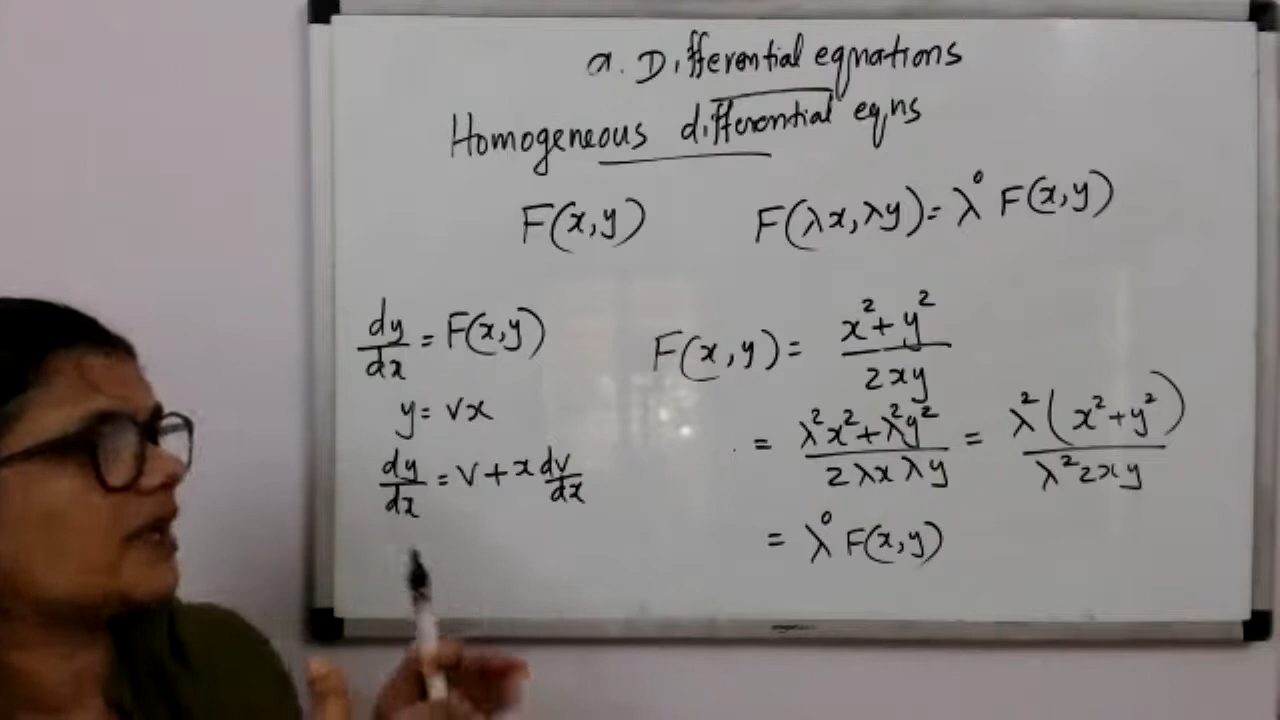 9. Differential equations
Homogeneous differential eqns
F(x,y) F(λx,λy)= λ⁰ F(x,y)
dy/dx = F(x,y)
y= vx
dy/dx = v+x dv/dx
F(x,y)= (x²+y²)/(2xy)
= (λ²x²+λ²y²)/(2λxλy) = λ²(x²+y²)/(λ²2xy)
= λ⁰ F(x,y)